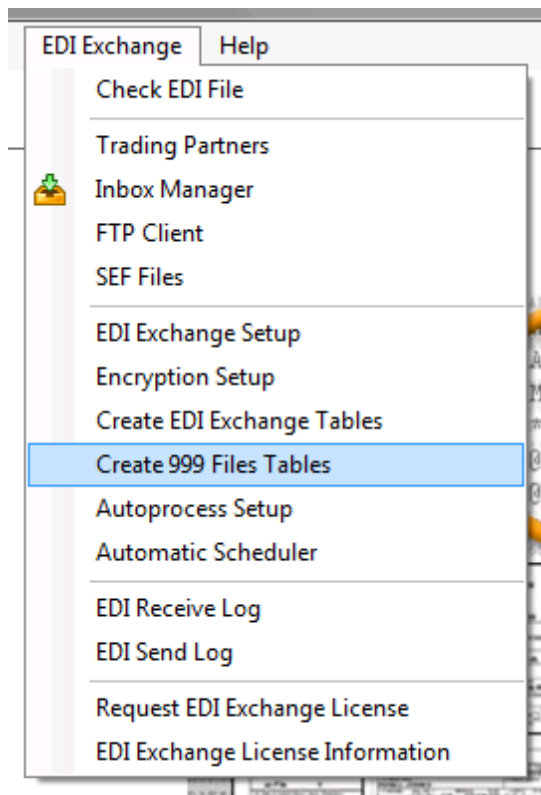 EDI Exchange Help
Check EDI File
Trading Partners
Inbox Manager
FTP Client
SEF Files
EDI Exchange Setup
Encryption Setup
Create EDI Exchange Tables
Create 999 Files Tables
Autoprocess Setup
Automatic Scheduler
EDI Receive Log
EDI Send Log
Request EDI Exchange License
EDI Exchange License Information